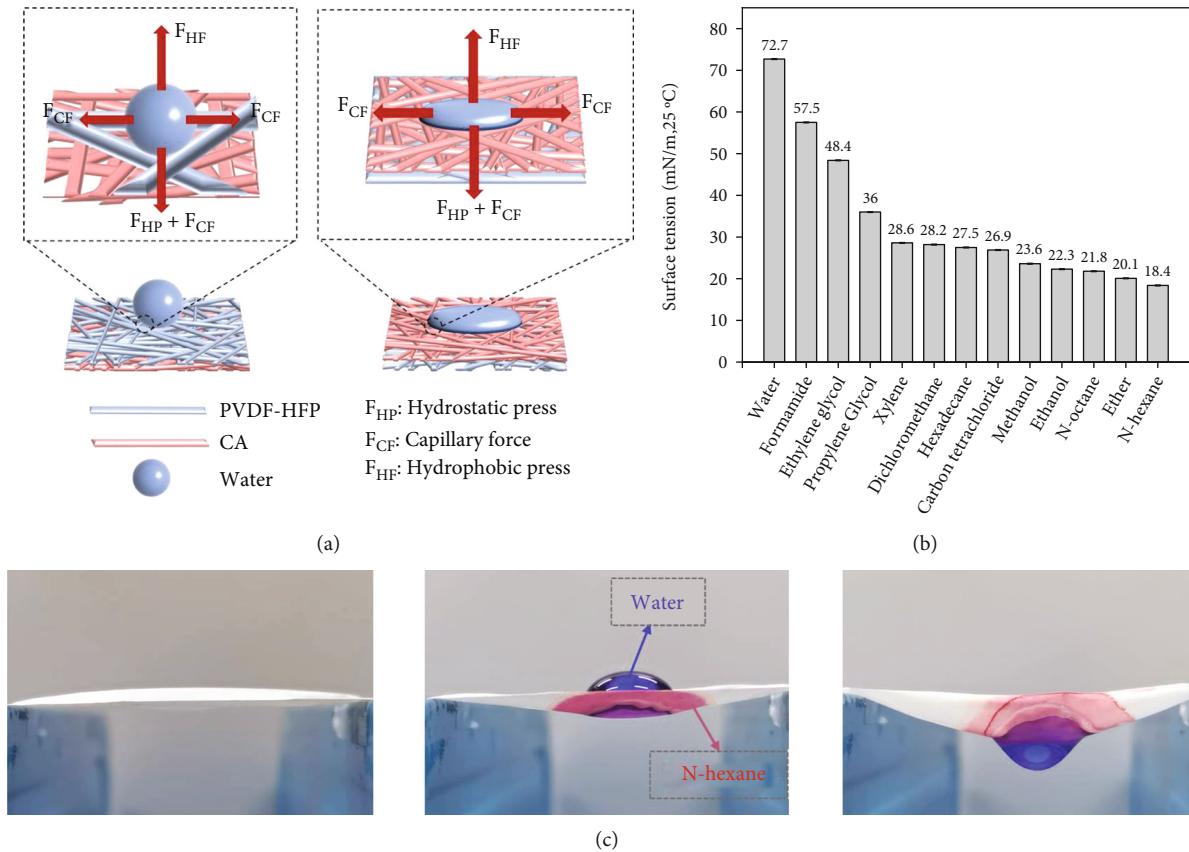 F_HF
F_CF
F_CF
F_HP + F_CF
F_HF
F_CF
F_CF
F_HP + F_CF
PVDF-HFP
CA
Water
F_HP: Hydrostatic press
F_CF: Capillary force
F_HF: Hydrophobic press
(a)
Surface tension (mN/m,25 °C)
80
70
60
50
40
30
20
10
0
72.7
57.5
48.4
36
28.6
28.2
27.5
26.9
23.6
22.3
21.8
20.1
18.4
Water
Formamide
Ethylene glycol
Propylene Glycol
Xylene
Dichloromethane
Hexadecane
Carbon tetrachloride
Methanol
Ethanol
N-octane
Ether
N-hexane
(b)
Water
N-hexane
(c)